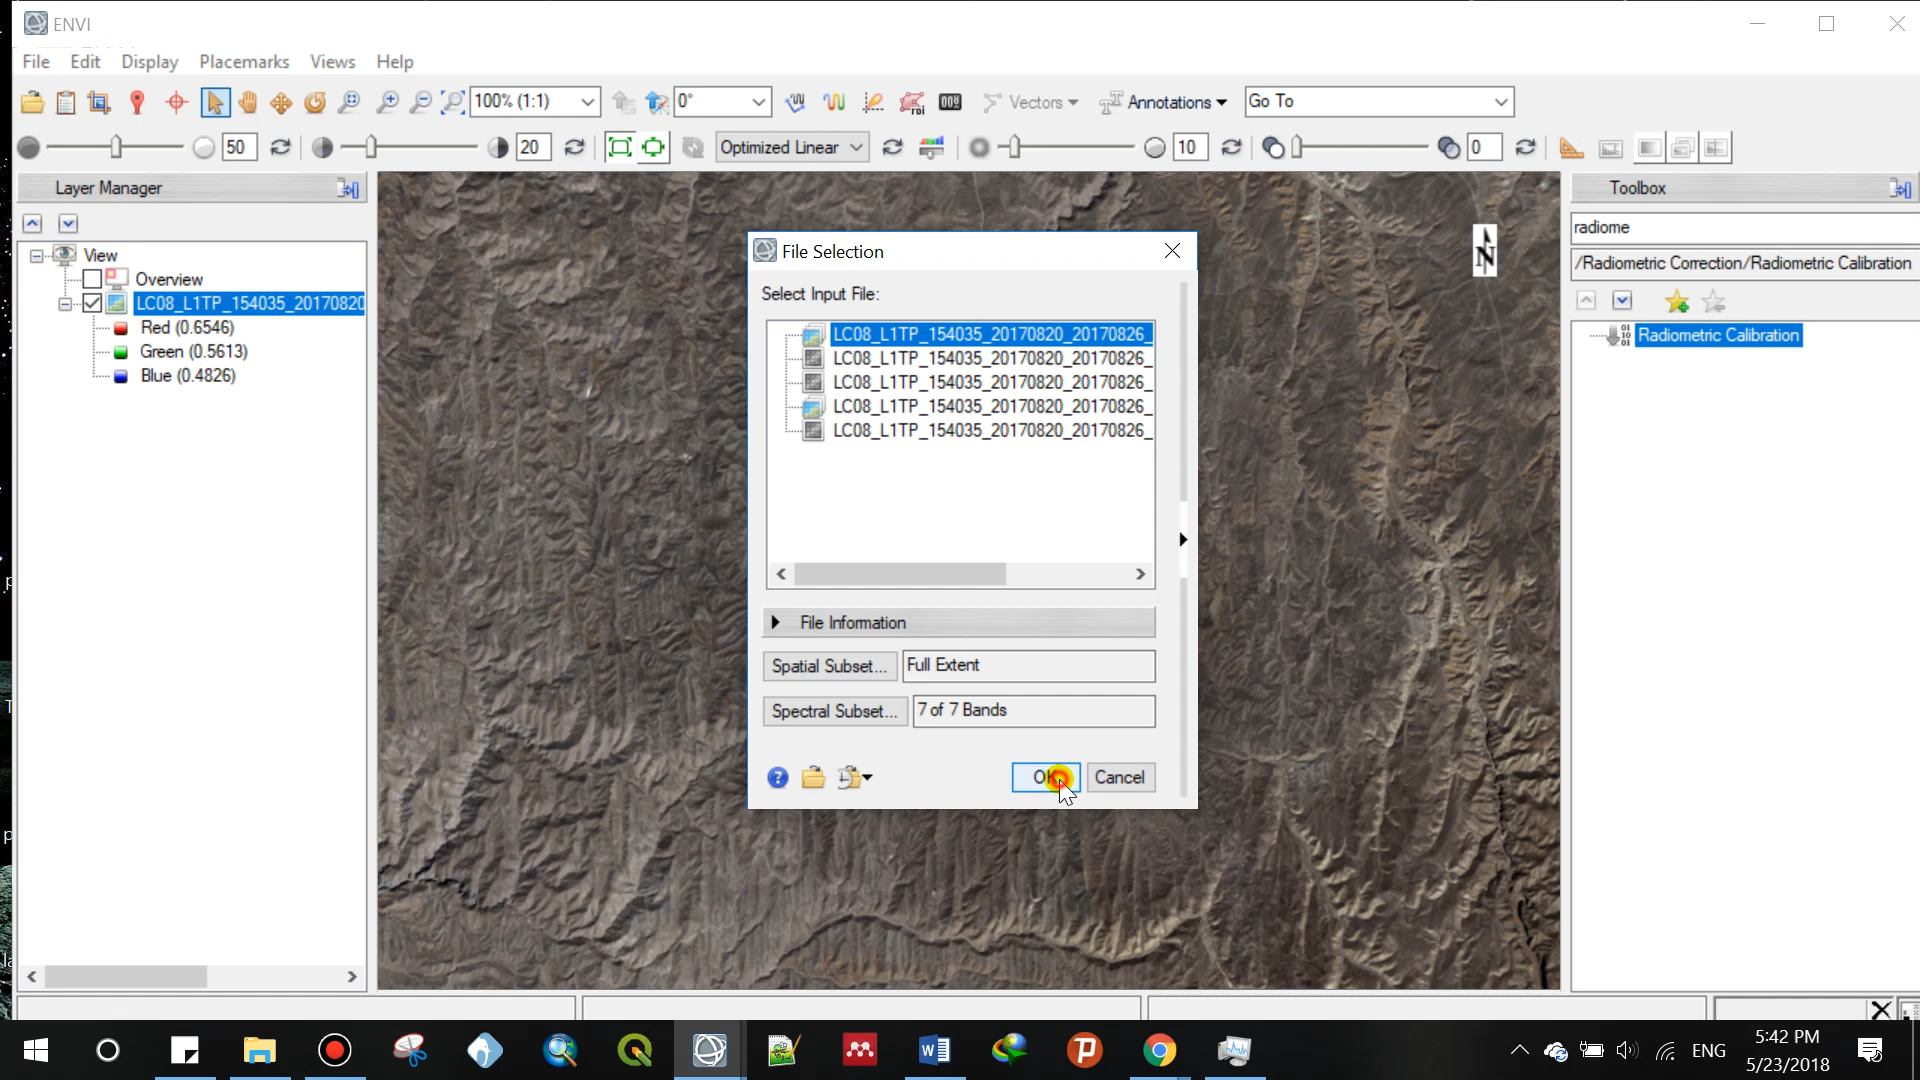 ENVI
File Edit Display Placemarks Views Help
100% (1:1) 0° Vectors Annotations Go To
50 20 Optimized Linear 10 0
Layer Manager
View
Overview
LC08_L1TP_154035_20170820
Red (0.6546)
Green (0.5613)
Blue (0.4826)
N
File Selection
Select Input File:
LC08_L1TP_154035_20170820_20170826_
LC08_L1TP_154035_20170820_20170826_
LC08_L1TP_154035_20170820_20170826_
LC08_L1TP_154035_20170820_20170826_
LC08_L1TP_154035_20170820_20170826_
File Information
Spatial Subset... Full Extent
Spectral Subset... 7 of 7 Bands
OK Cancel
Toolbox
radiome
/Radiometric Correction/Radiometric Calibration
Radiometric Calibration
ENG
5:42 PM
5/23/2018